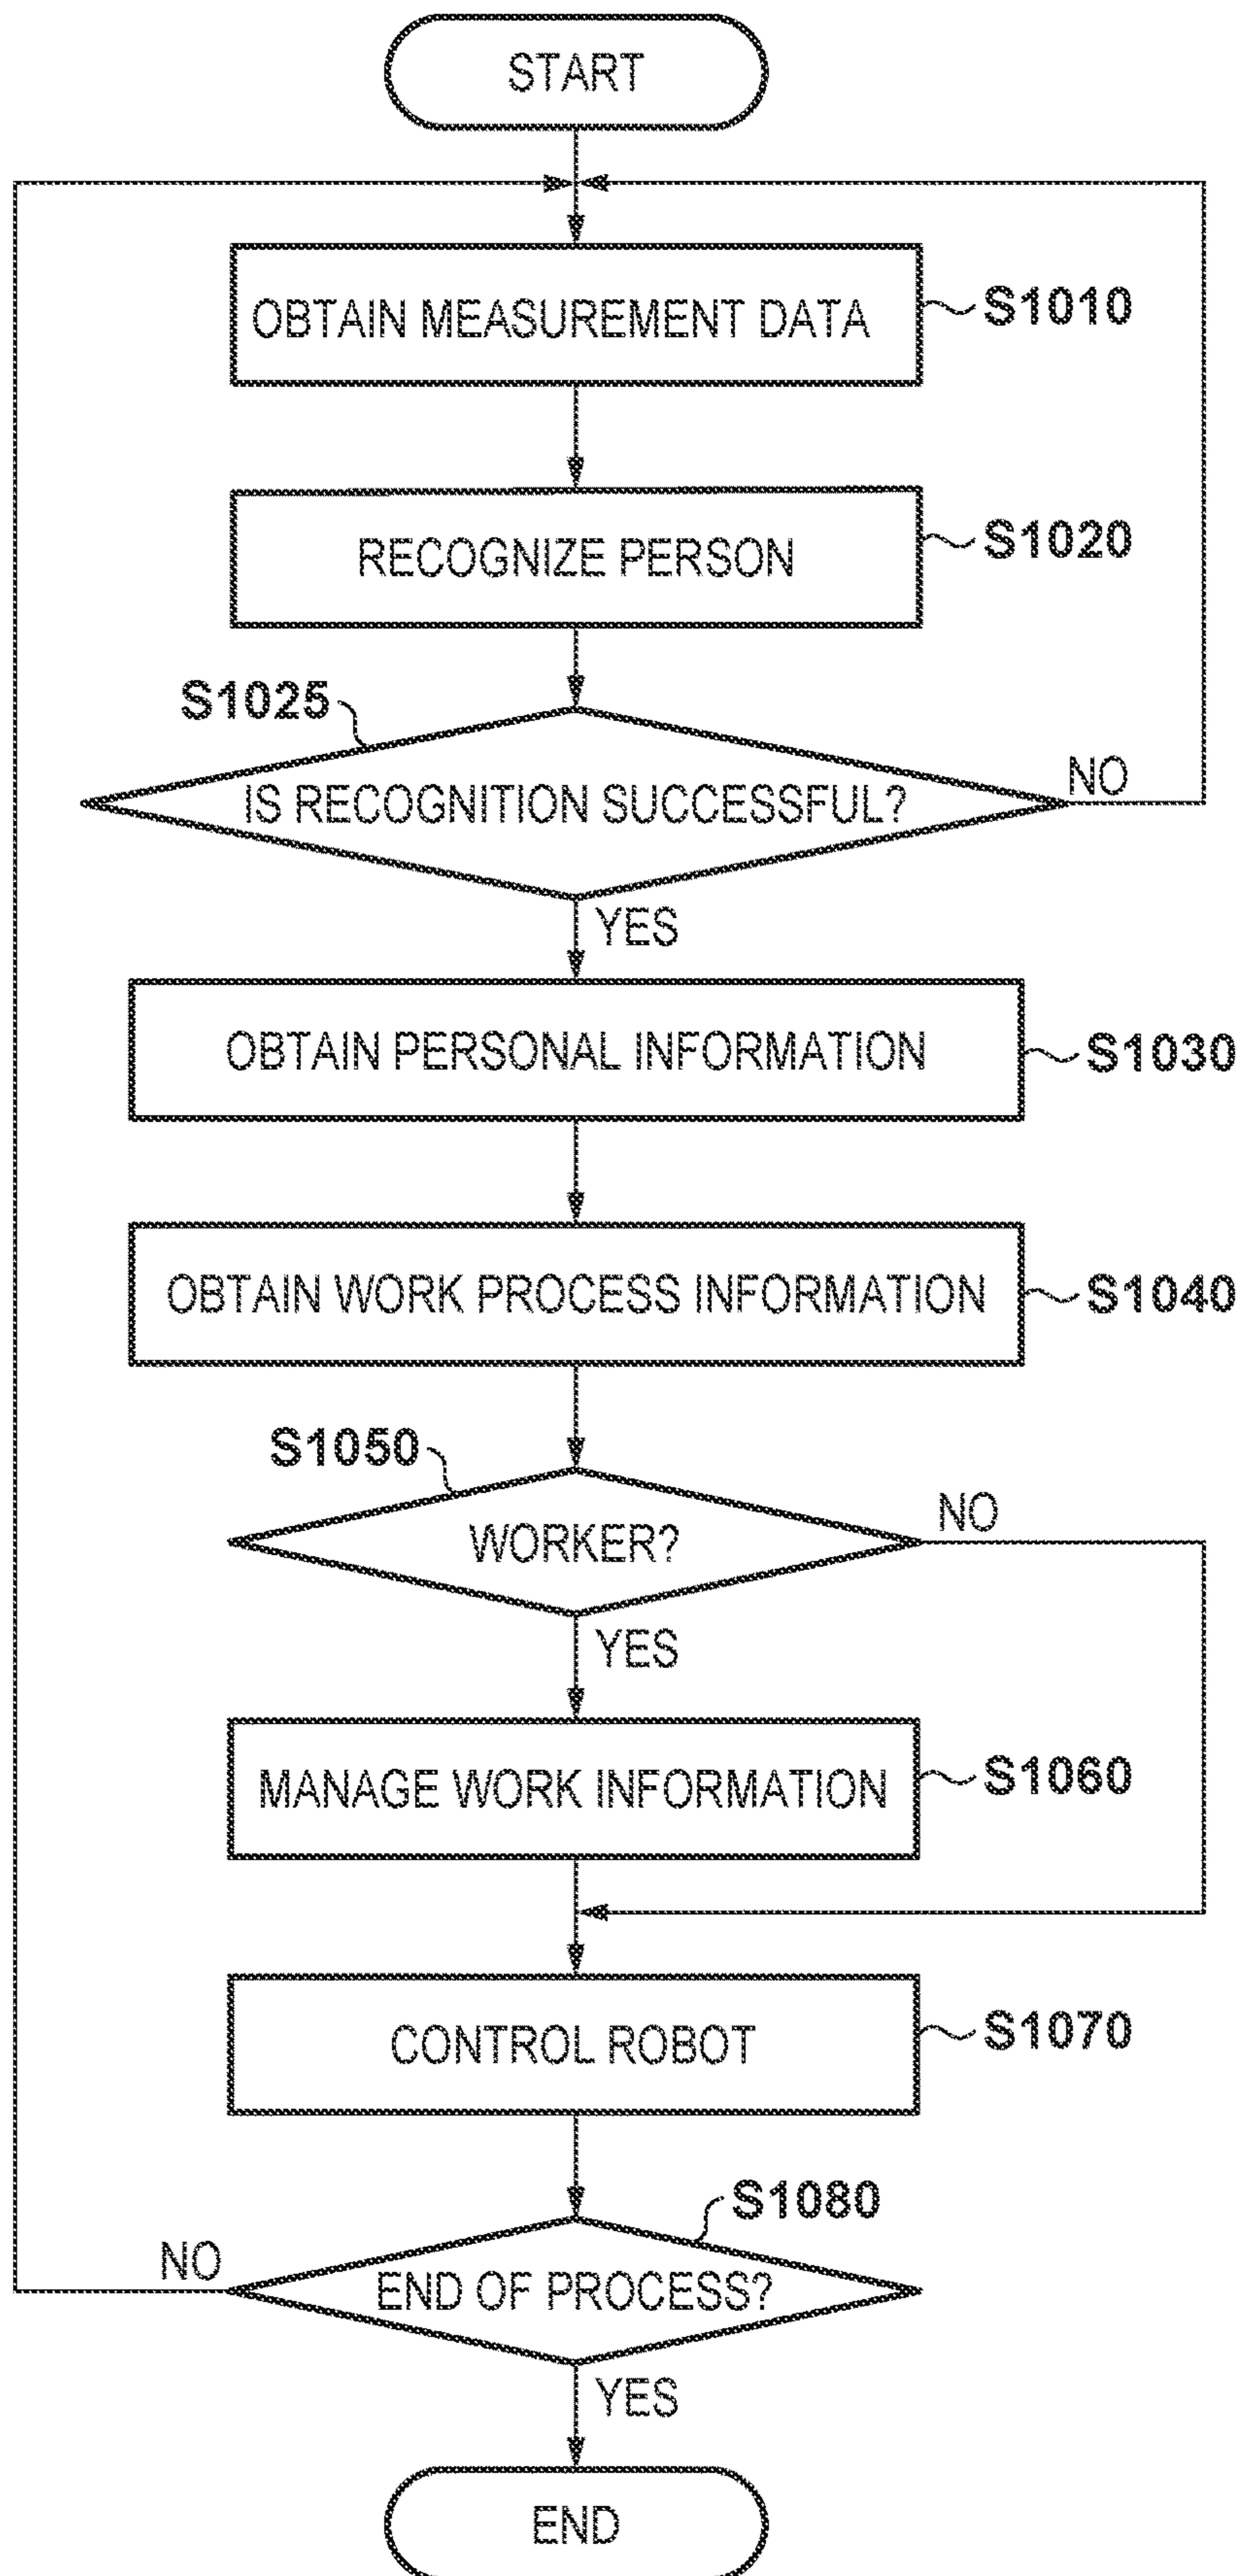 START
OBTAIN MEASUREMENT DATA
S1010
RECOGNIZE PERSON
S1020
S1025
IS RECOGNITION SUCCESSFUL?
NO
YES
OBTAIN PERSONAL INFORMATION
S1030
OBTAIN WORK PROCESS INFORMATION
S1040
S1050
WORKER?
NO
YES
MANAGE WORK INFORMATION
S1060
CONTROL ROBOT
S1070
S1080
NO
END OF PROCESS?
YES
END